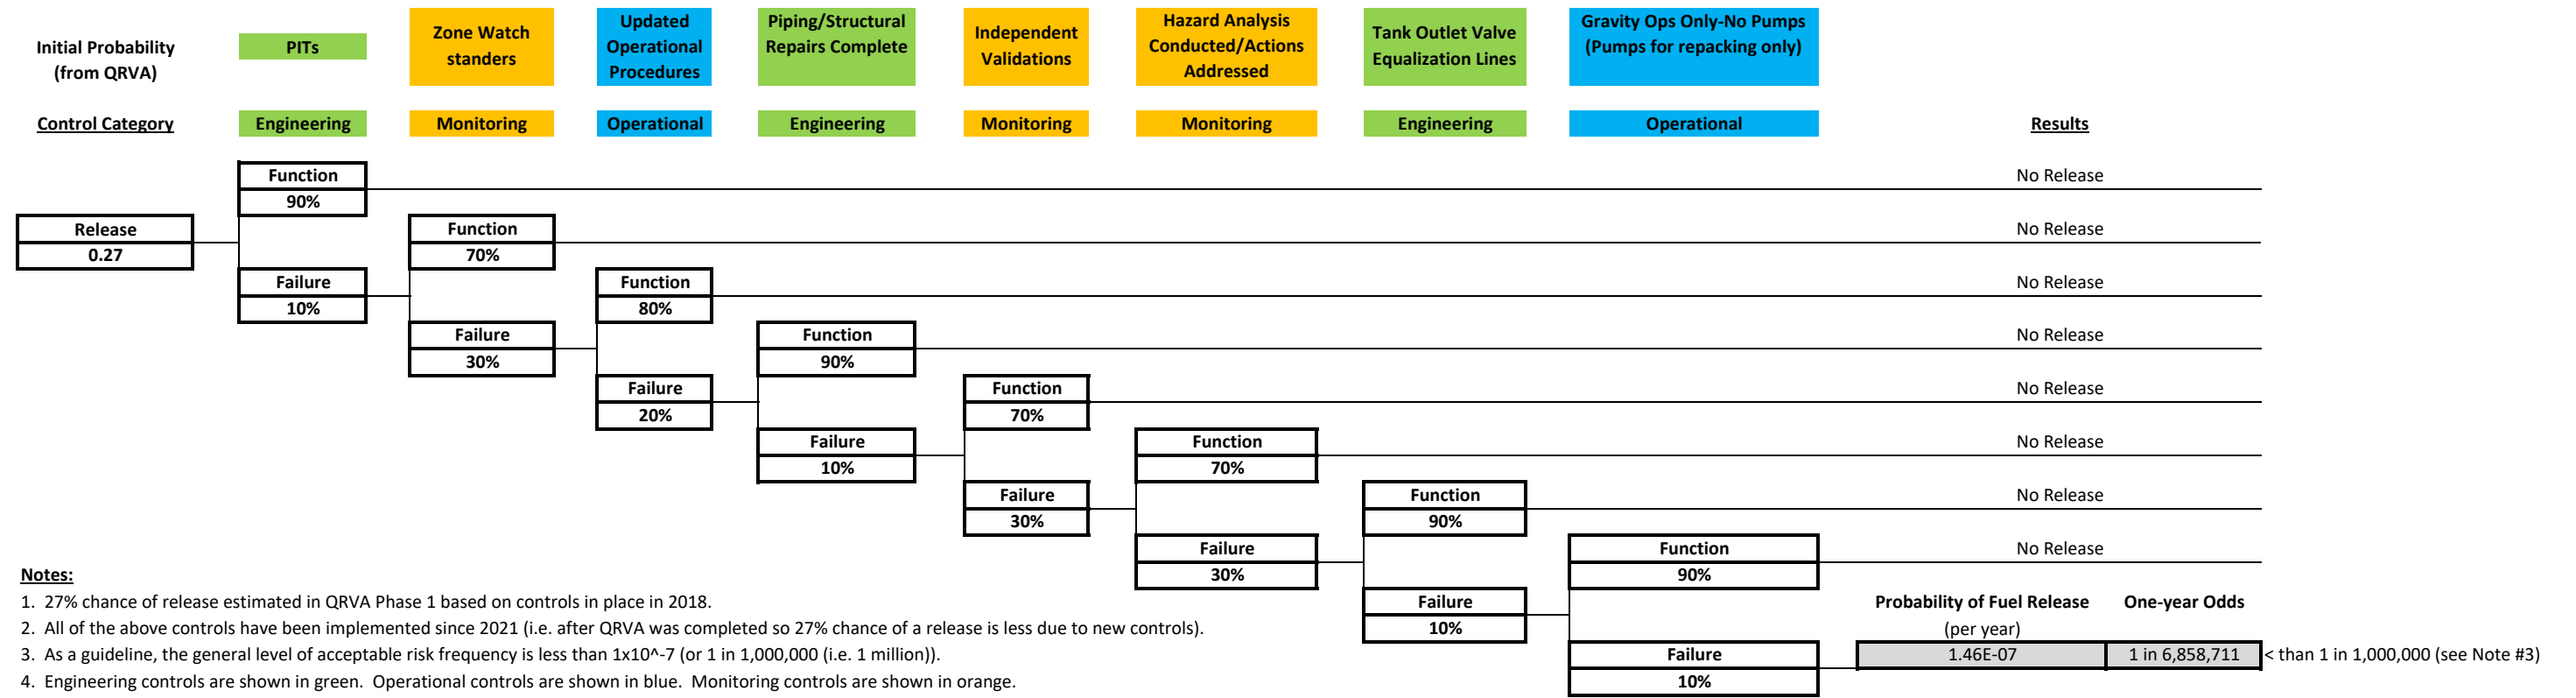 Initial Probability
(from QRVA)
PITs
Zone Watch
standers
Updated
Operational
Procedures
Piping/Structural
Repairs Complete
Independent
Validations
Hazard Analysis
Conducted/Actions
Addressed
Tank Outlet Valve
Equalization Lines
Gravity Ops Only-No Pumps
(Pumps for repacking only)
Control Category
Engineering
Monitoring
Operational
Engineering
Monitoring
Monitoring
Engineering
Operational
Results
Function
90%
No Release
Release
0.27
Function
70%
No Release
Failure
10%
Function
80%
No Release
Failure
30%
Function
90%
No Release
Failure
20%
Function
70%
No Release
Failure
10%
Function
70%
No Release
Failure
30%
Function
90%
No Release
Failure
30%
Function
90%
No Release
Failure
10%
Probability of Fuel Release
(per year)
One-year Odds
Failure
10%
1.46E-07
1 in 6,858,711
< than 1 in 1,000,000 (see Note #3)
Notes:
1. 27% chance of release estimated in QRVA Phase 1 based on controls in place in 2018.
2. All of the above controls have been implemented since 2021 (i.e. after QRVA was completed so 27% chance of a release is less due to new controls).
3. As a guideline, the general level of acceptable risk frequency is less than 1x10^-7 (or 1 in 1,000,000 (i.e. 1 million)).
4. Engineering controls are shown in green. Operational controls are shown in blue. Monitoring controls are shown in orange.